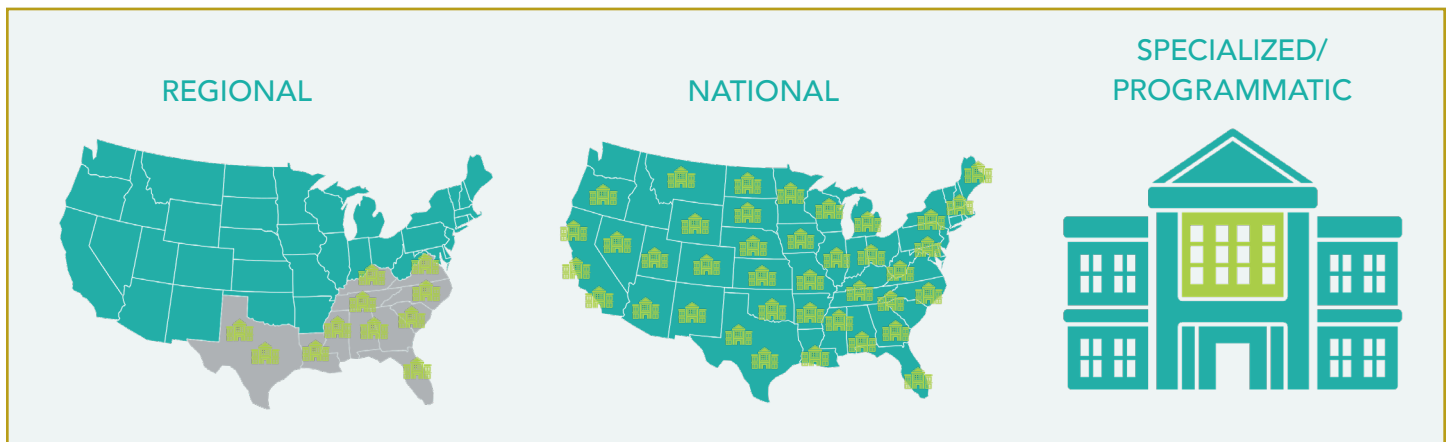 REGIONAL
NATIONAL
SPECIALIZED/
PROGRAMMATIC